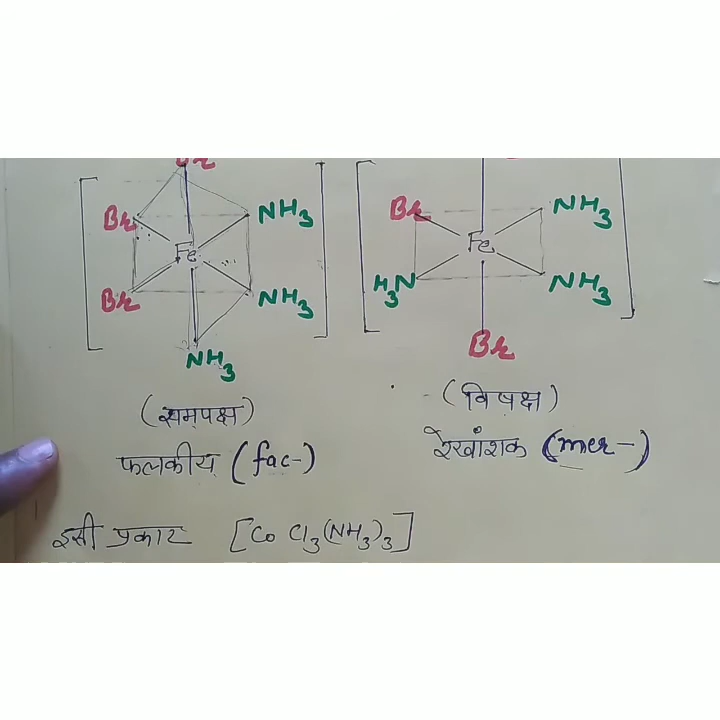 Br
Br NH3 Br NH3
Fe Fe
Br NH3 H3N NH3
NH3 Br
(समपक्ष) (विपक्ष)
फलकीय (fac-) रेखांशक (mer-)
इसी प्रकार [Co Cl3(NH3)3]